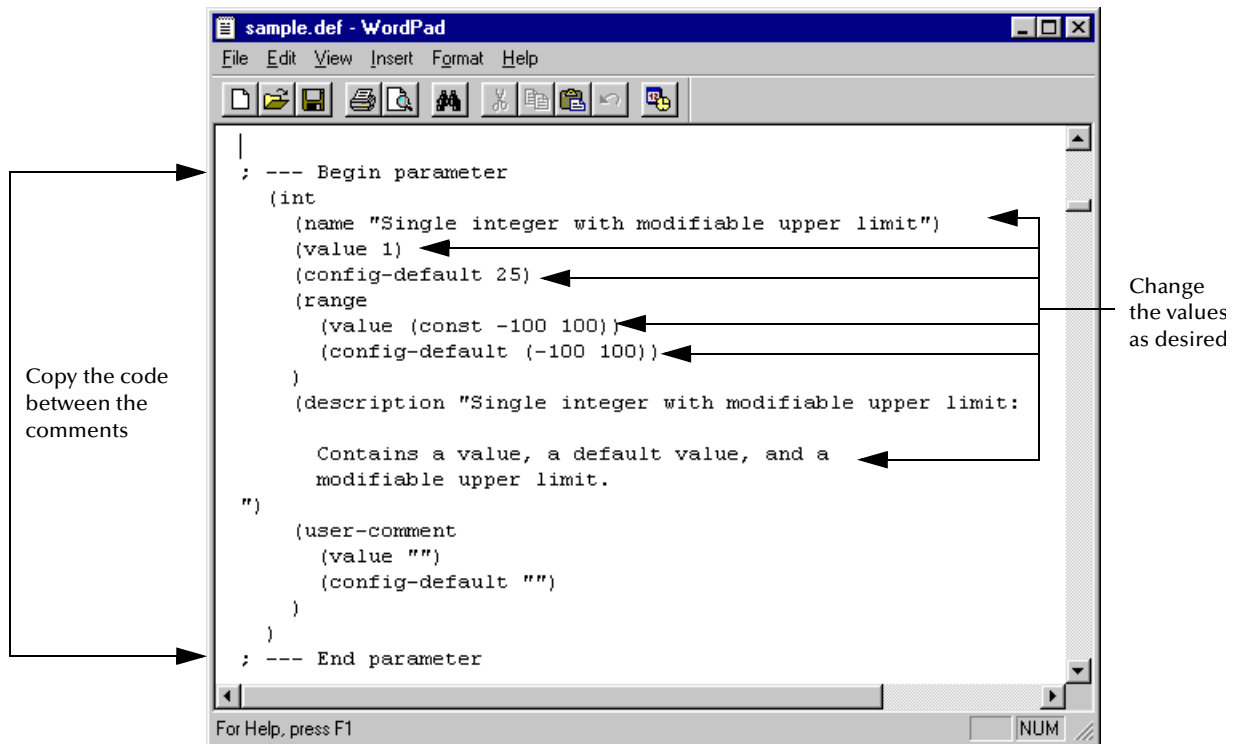 sample.def - WordPad
File Edit View Insert Format Help
; --- Begin parameter
(int
(name "Single integer with modifiable upper limit")
(value 1)
(config-default 25)
(range
(value (const -100 100))
(config-default (-100 100))
)
(description "Single integer with modifiable upper limit:
Contains a value, a default value, and a
modifiable upper limit.
")
(user-comment
(value "")
(config-default "")
)
)
; --- End parameter
For Help, press F1
NUM
Copy the code
between the
comments
Change
the values
as desired